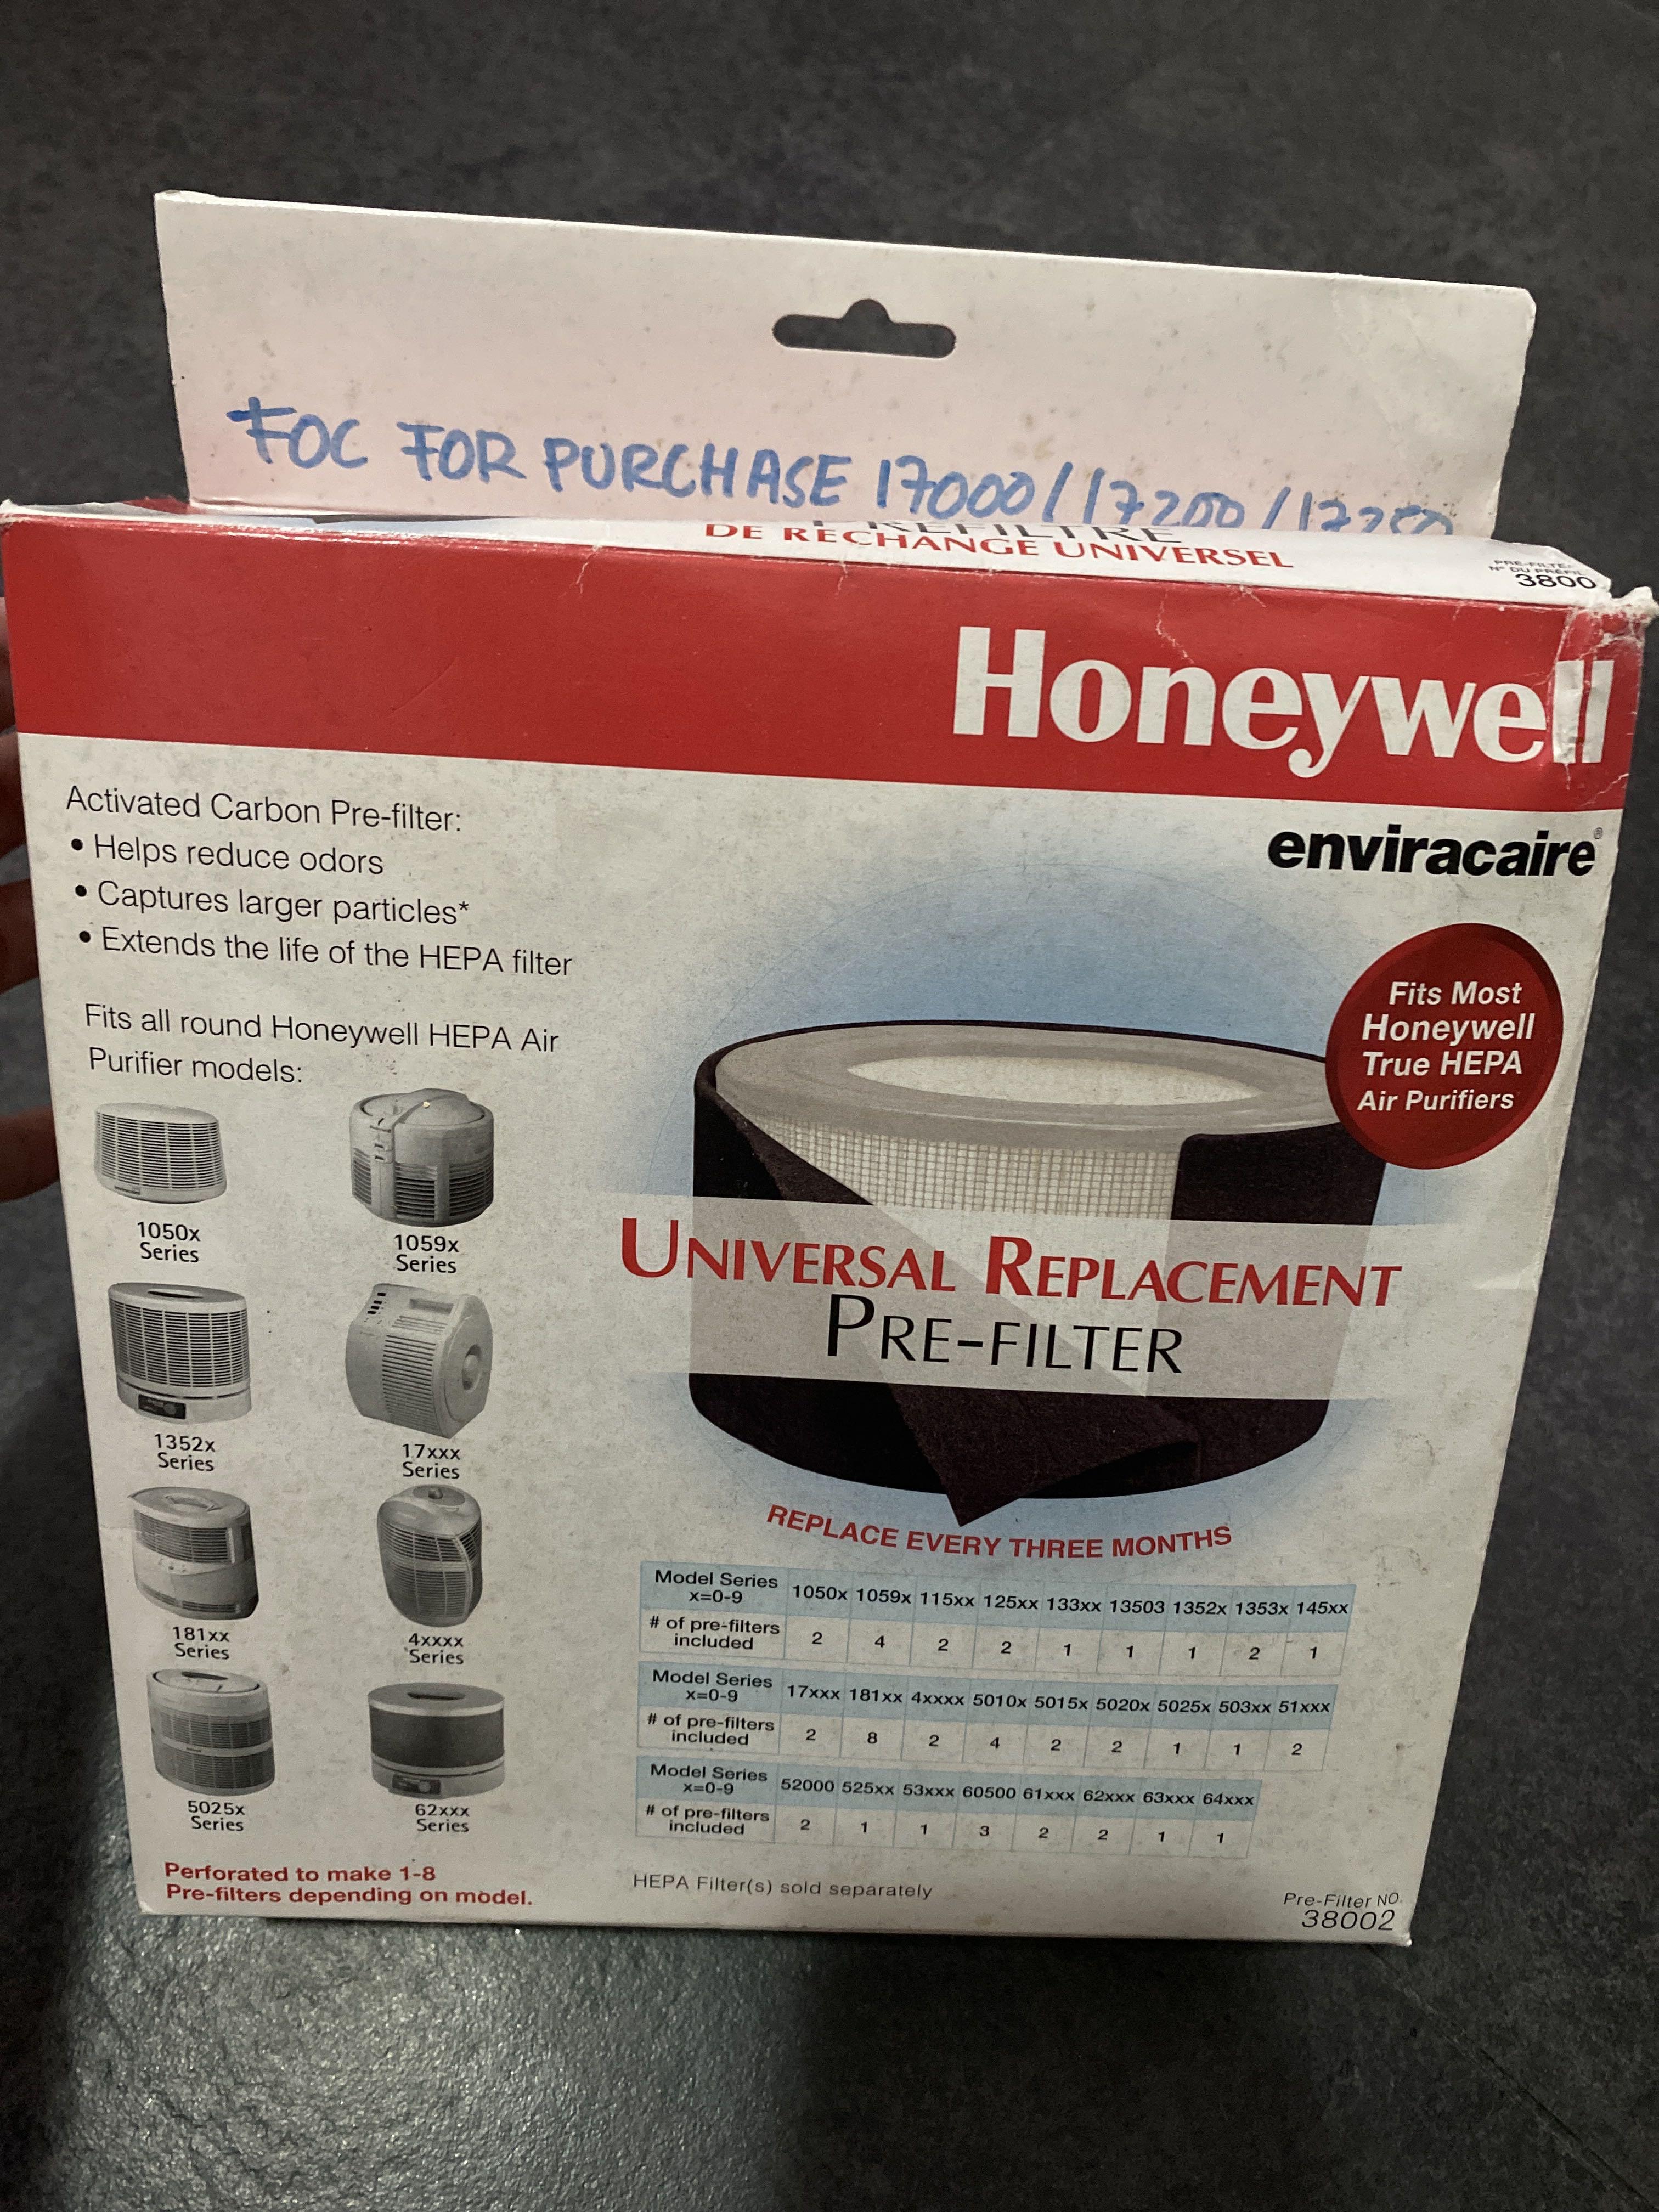 FOC FOR PURCHASE 17000/17200/17250
DE RECHANGE UNIVERSEL
3800
Honeywell
enviracaire®
Activated Carbon Pre-filter:
• Helps reduce odors
• Captures larger particles*
• Extends the life of the HEPA filter
Fits all round Honeywell HEPA Air
Purifier models:
1050x
Series
1059x
Series
1352x
Series
17xxx
Series
181xx
Series
4xxxx
Series
5025x
Series
62xxx
Series
Perforated to make 1-8
Pre-filters depending on model.
Fits Most
Honeywell
True HEPA
Air Purifiers
UNIVERSAL REPLACEMENT
PRE-FILTER
REPLACE EVERY THREE MONTHS
Model Series
x=0-9 1050x 1059x 115xx 125xx 133xx 13503 1352x 1353x 145xx
# of pre-filters
included 2 4 2 2 1 1 1 2 1
Model Series
x=0-9 17xxx 181xx 4xxxx 5010x 5015x 5020x 5025x 503xx 51xxx
# of pre-filters
included 2 8 2 4 2 2 1 1 2
Model Series
x=0-9 52000 525xx 53xxx 60500 61xxx 62xxx 63xxx 64xxx
# of pre-filters
included 2 1 1 3 2 2 1 1
HEPA Filter(s) sold separately
Pre-Filter NO.
38002